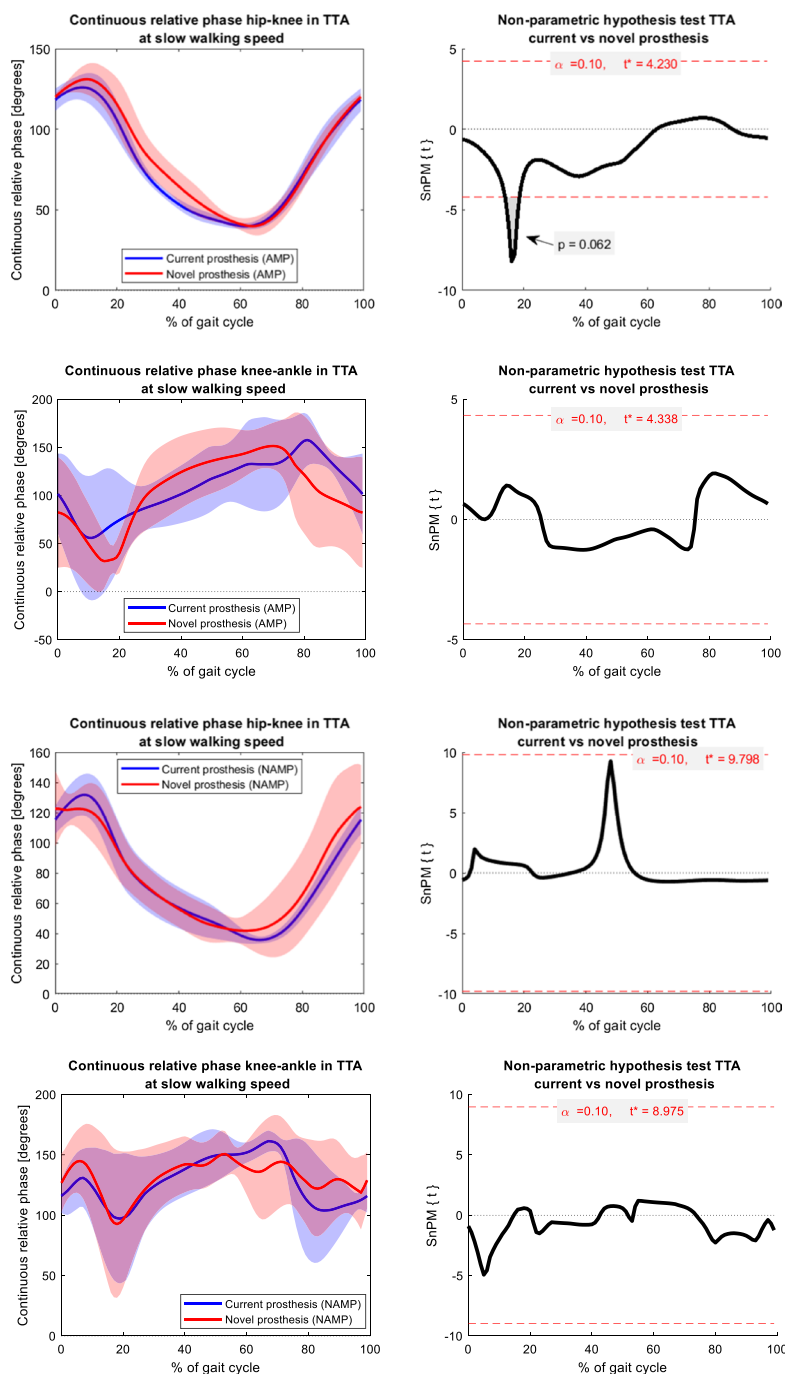 Continuous relative phase hip-knee in TTA
at slow walking speed
Continuous relative phase [degrees]
150
100
50
0
Current prosthesis (AMP)
Novel prosthesis (AMP)
0 20 40 60 80 100
% of gait cycle
Non-parametric hypothesis test TTA
current vs novel prosthesis
SnPM { t }
5
0
-5
-10
α =0.10, t* = 4.230
p = 0.062
0 20 40 60 80 100
% of gait cycle
Continuous relative phase knee-ankle in TTA
at slow walking speed
Continuous relative phase [degrees]
200
150
100
50
0
-50
Current prosthesis (AMP)
Novel prosthesis (AMP)
0 20 40 60 80 100
% of gait cycle
Non-parametric hypothesis test TTA
current vs novel prosthesis
SnPM { t }
5
0
-5
α =0.10, t* = 4.338
0 20 40 60 80 100
% of gait cycle
Continuous relative phase hip-knee in TTA
at slow walking speed
Continuous relative phase [degrees]
160
140
120
100
80
60
40
20
0
Current prosthesis (NAMP)
Novel prosthesis (NAMP)
0 20 40 60 80 100
% of gait cycle
Non-parametric hypothesis test TTA
current vs novel prosthesis
SnPM { t }
10
5
0
-5
-10
α =0.10, t* = 9.798
0 20 40 60 80 100
% of gait cycle
Continuous relative phase knee-ankle in TTA
at slow walking speed
Continuous relative phase [degrees]
200
150
100
50
0
Current prosthesis (NAMP)
Novel prosthesis (NAMP)
0 20 40 60 80 100
% of gait cycle
Non-parametric hypothesis test TTA
current vs novel prosthesis
SnPM { t }
10
5
0
-5
-10
α =0.10, t* = 8.975
0 20 40 60 80 100
% of gait cycle